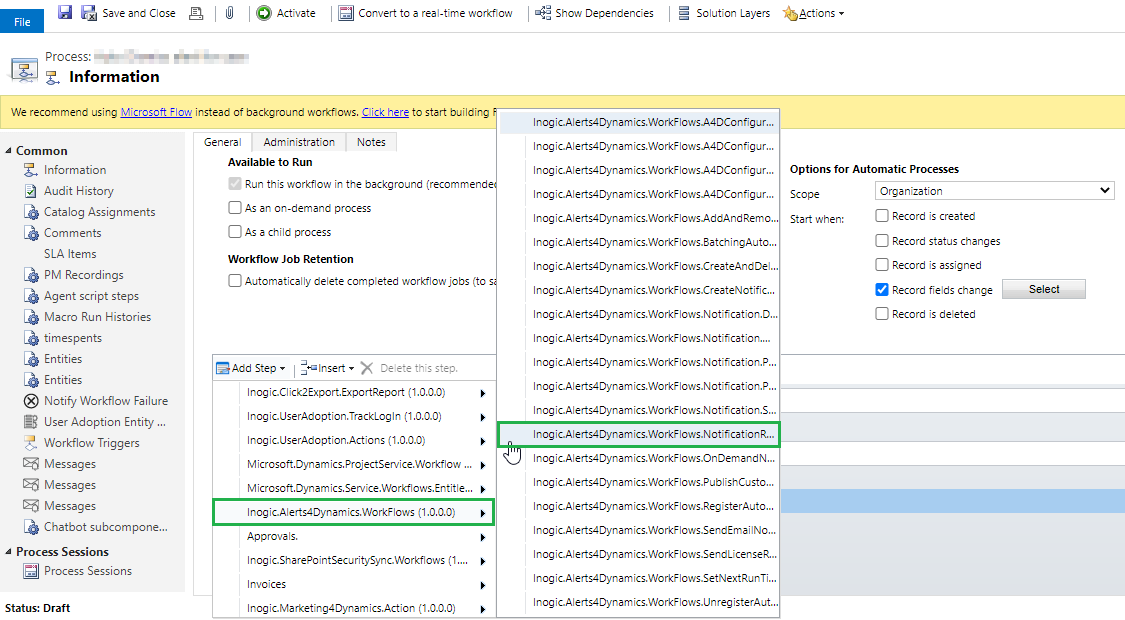 File
Save and Close
Activate
Convert to a real-time workflow
Show Dependencies
Solution Layers
Actions
Process:
Information
We recommend using Microsoft Flow instead of background workflows. Click here to start building F
Common
Information
Audit History
Catalog Assignments
Comments
SLA Items
PM Recordings
Agent script steps
Macro Run Histories
timespents
Entities
Entities
Notify Workflow Failure
User Adoption Entity ...
Workflow Triggers
Messages
Messages
Messages
Chatbot subcompone...
Process Sessions
Process Sessions
Status: Draft
General
Administration
Notes
Available to Run
Run this workflow in the background (recommended
As an on-demand process
As a child process
Workflow Job Retention
Automatically delete completed workflow jobs (to sa
Add Step
Insert
Delete this step.
Inogic.Click2Export.ExportReport (1.0.0.0)
Inogic.UserAdoption.TrackLogIn (1.0.0.0)
Inogic.UserAdoption.Actions (1.0.0.0)
Microsoft.Dynamics.ProjectService.Workflow ...
Microsoft.Dynamics.Service.Workflows.Entitle...
Inogic.Alerts4Dynamics.WorkFlows (1.0.0.0)
Approvals.
Inogic.SharePointSecuritySync.Workflows (1....
Invoices
Inogic.Marketing4Dynamics.Action (1.0.0.0)
Inogic.Alerts4Dynamics.WorkFlows.A4DConfigur...
Inogic.Alerts4Dynamics.WorkFlows.A4DConfigur...
Inogic.Alerts4Dynamics.WorkFlows.A4DConfigur...
Inogic.Alerts4Dynamics.WorkFlows.A4DConfigur...
Inogic.Alerts4Dynamics.WorkFlows.AddAndRemo...
Inogic.Alerts4Dynamics.WorkFlows.BatchingAuto...
Inogic.Alerts4Dynamics.WorkFlows.CreateAndDel...
Inogic.Alerts4Dynamics.WorkFlows.CreateNotific...
Inogic.Alerts4Dynamics.WorkFlows.Notification.D...
Inogic.Alerts4Dynamics.WorkFlows.Notification....
Inogic.Alerts4Dynamics.WorkFlows.Notification.P...
Inogic.Alerts4Dynamics.WorkFlows.Notification.P...
Inogic.Alerts4Dynamics.WorkFlows.Notification.S...
Inogic.Alerts4Dynamics.WorkFlows.NotificationR...
Inogic.Alerts4Dynamics.WorkFlows.OnDemandN...
Inogic.Alerts4Dynamics.WorkFlows.PublishCusto...
Inogic.Alerts4Dynamics.WorkFlows.RegisterAuto...
Inogic.Alerts4Dynamics.WorkFlows.SendEmailNo...
Inogic.Alerts4Dynamics.WorkFlows.SendLicenseR...
Inogic.Alerts4Dynamics.WorkFlows.SetNextRunTi...
Inogic.Alerts4Dynamics.WorkFlows.UnregisterAut...
Options for Automatic Processes
Scope
Organization
Start when:
Record is created
Record status changes
Record is assigned
Record fields change
Select
Record is deleted